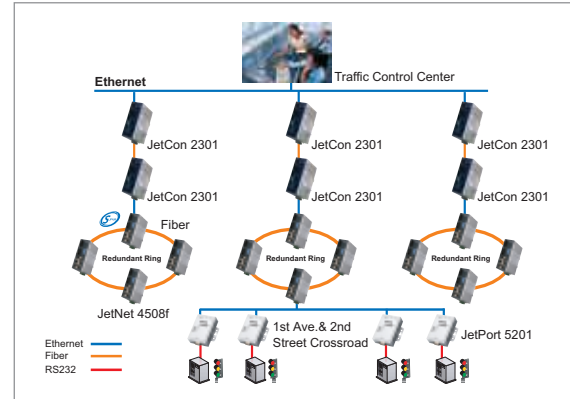 Traffic Control Center
Ethernet
JetCon 2301
JetCon 2301
JetCon 2301
JetCon 2301
JetCon 2301
JetCon 2301
Fiber
Redundant Ring
Redundant Ring
Redundant Ring
JetNet 4508f
1st Ave.& 2nd
Street Crossroad
JetPort 5201
Ethernet
Fiber
RS232